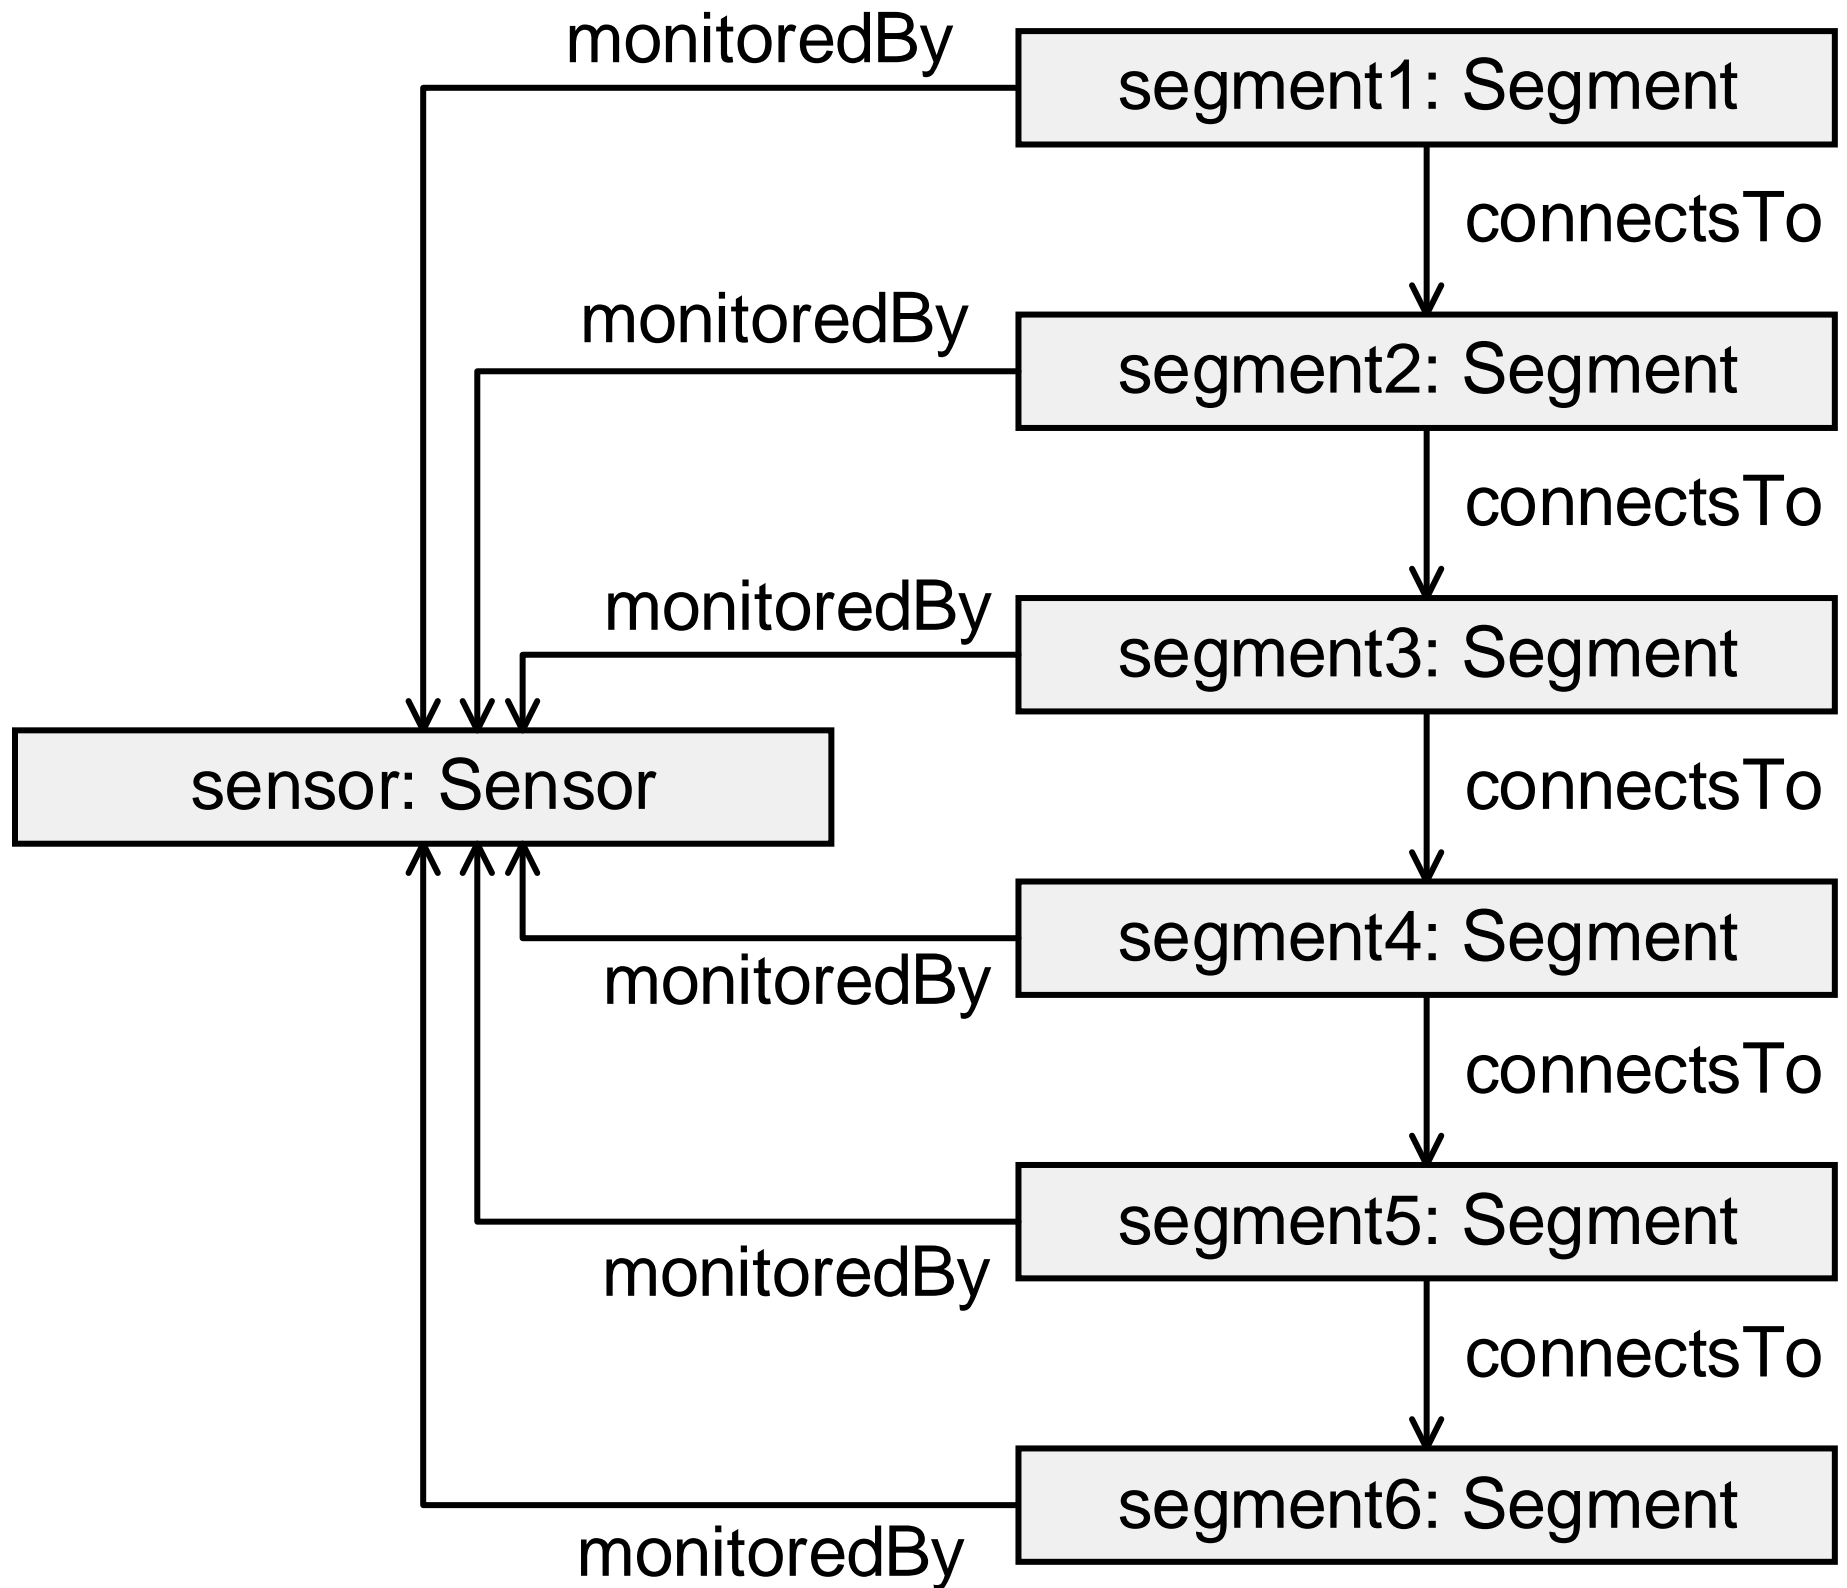 monitoredBy
segment1: Segment
connectsTo
monitoredBy
segment2: Segment
connectsTo
monitoredBy
segment3: Segment
sensor: Sensor
connectsTo
segment4: Segment
monitoredBy
connectsTo
segment5: Segment
monitoredBy
connectsTo
segment6: Segment
monitoredBy